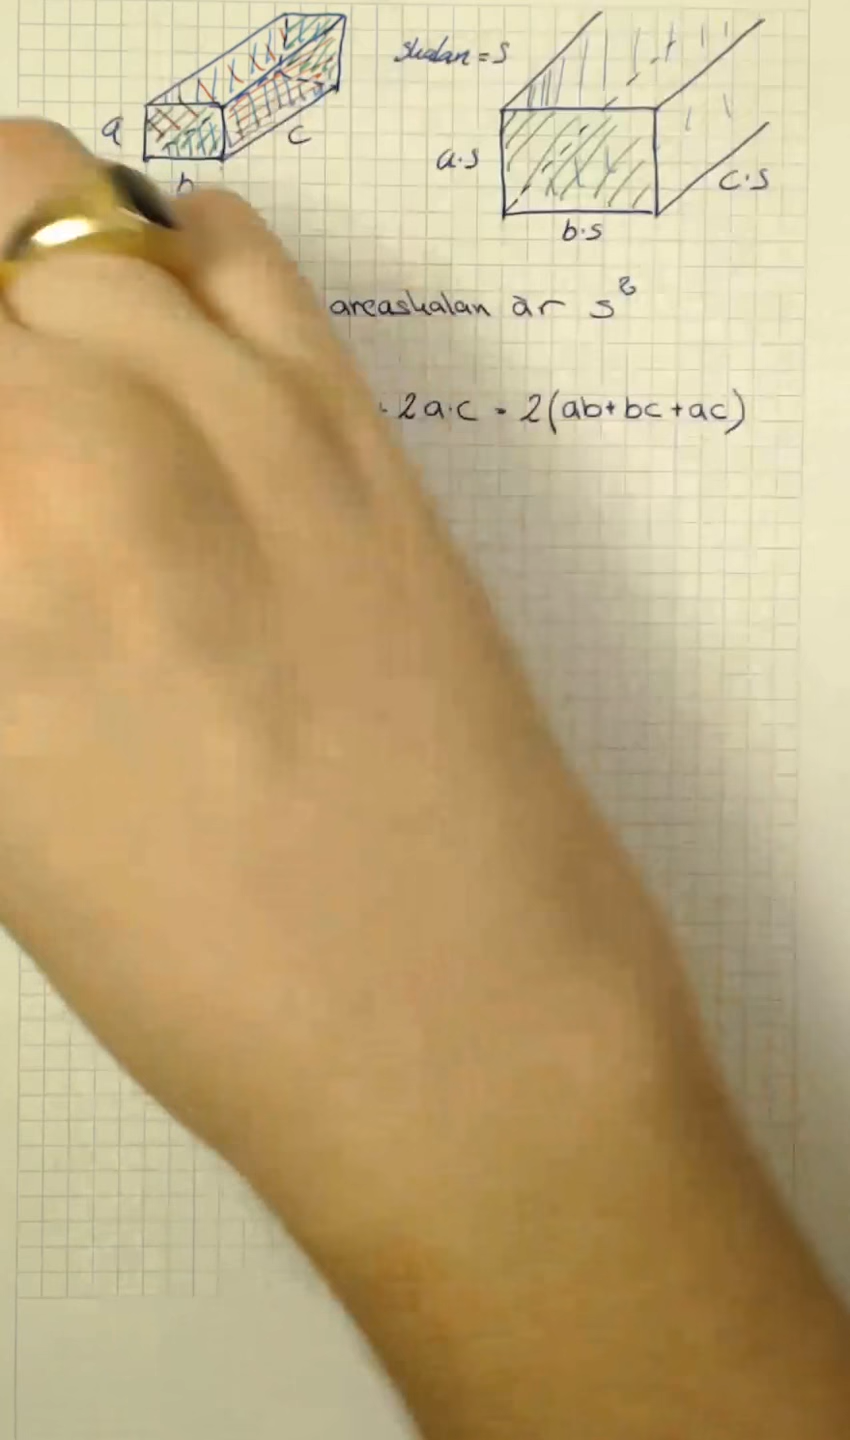 skalan = s
a
c
b
a·s
c·s
b·s
areaskalan är s²
· 2a·c = 2(ab+bc+ac)